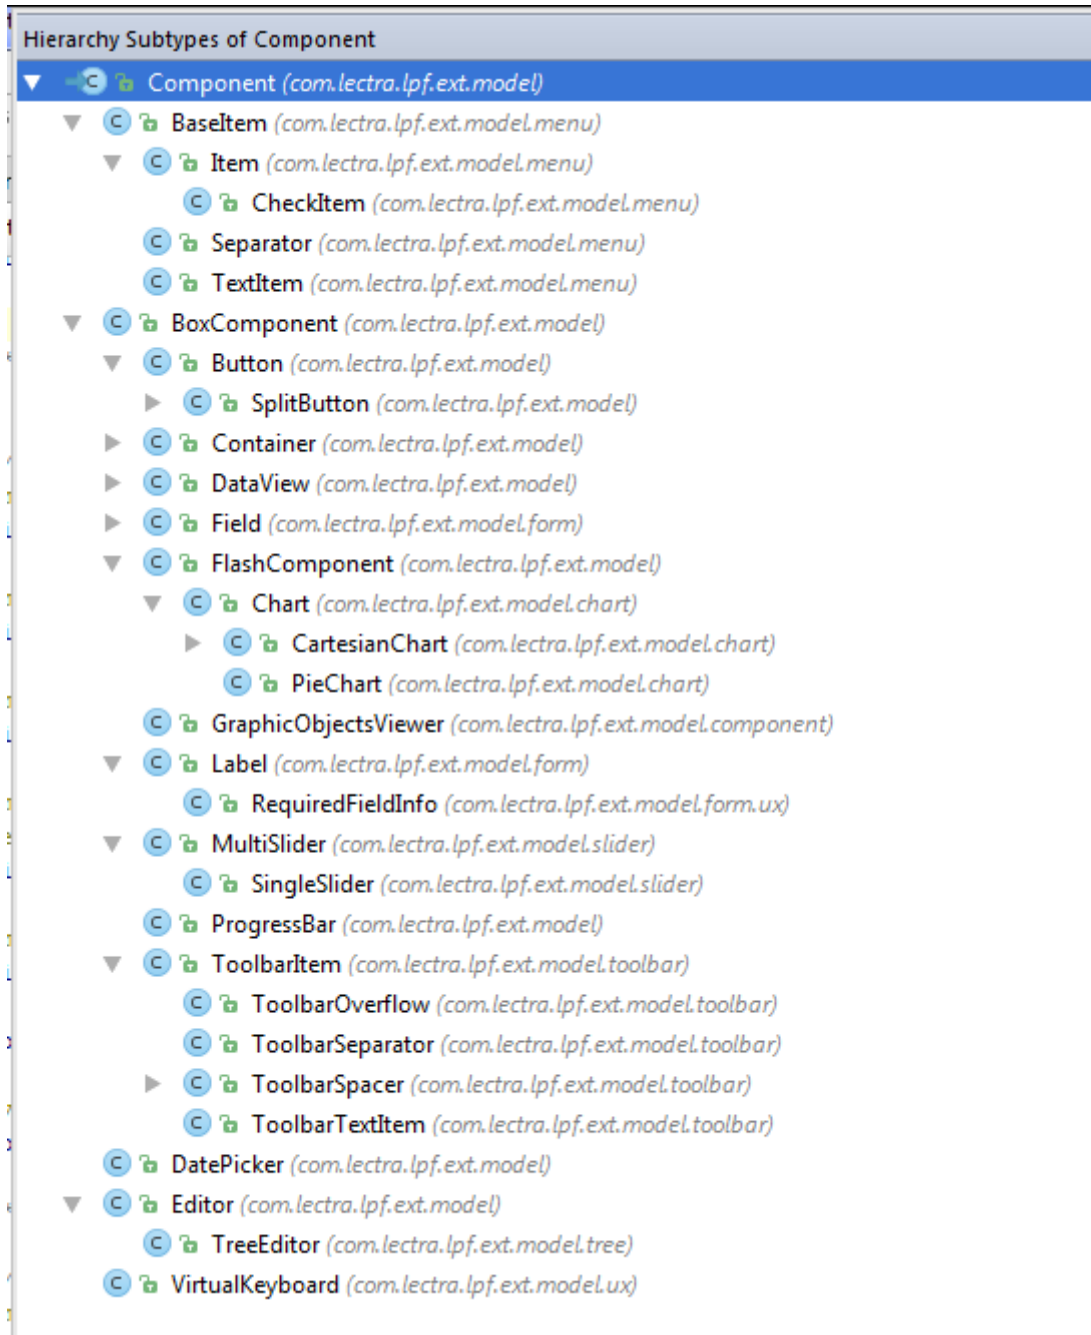 Hierarchy Subtypes of Component
Component (com.lectra.lpf.ext.model)
BaseItem (com.lectra.lpf.ext.model.menu)
Item (com.lectra.lpf.ext.model.menu)
CheckItem (com.lectra.lpf.ext.model.menu)
Separator (com.lectra.lpf.ext.model.menu)
TextItem (com.lectra.lpf.ext.model.menu)
BoxComponent (com.lectra.lpf.ext.model)
Button (com.lectra.lpf.ext.model)
SplitButton (com.lectra.lpf.ext.model)
Container (com.lectra.lpf.ext.model)
DataView (com.lectra.lpf.ext.model)
Field (com.lectra.lpf.ext.model.form)
FlashComponent (com.lectra.lpf.ext.model)
Chart (com.lectra.lpf.ext.model.chart)
CartesianChart (com.lectra.lpf.ext.model.chart)
PieChart (com.lectra.lpf.ext.model.chart)
GraphicObjectsViewer (com.lectra.lpf.ext.model.component)
Label (com.lectra.lpf.ext.model.form)
RequiredFieldInfo (com.lectra.lpf.ext.model.form.ux)
MultiSlider (com.lectra.lpf.ext.model.slider)
SingleSlider (com.lectra.lpf.ext.model.slider)
ProgressBar (com.lectra.lpf.ext.model)
ToolbarItem (com.lectra.lpf.ext.model.toolbar)
ToolbarOverflow (com.lectra.lpf.ext.model.toolbar)
ToolbarSeparator (com.lectra.lpf.ext.model.toolbar)
ToolbarSpacer (com.lectra.lpf.ext.model.toolbar)
ToolbarTextItem (com.lectra.lpf.ext.model.toolbar)
DatePicker (com.lectra.lpf.ext.model)
Editor (com.lectra.lpf.ext.model)
TreeEditor (com.lectra.lpf.ext.model.tree)
VirtualKeyboard (com.lectra.lpf.ext.model.ux)